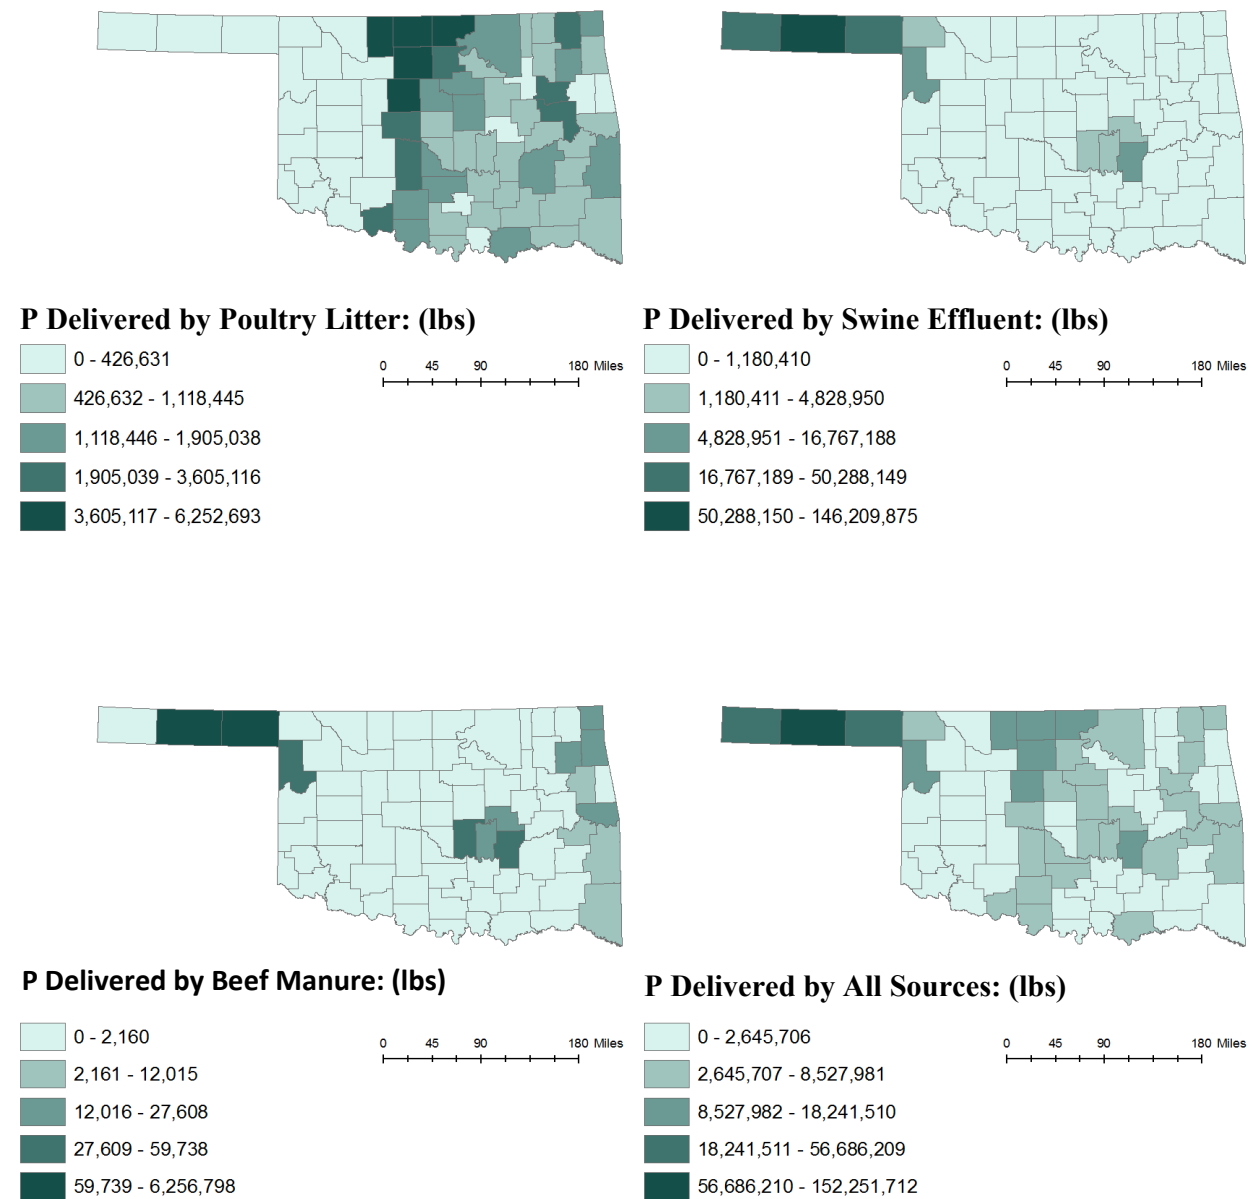 P Delivered by Poultry Litter: (lbs)
0 - 426,631
426,632 - 1,118,445
1,118,446 - 1,905,038
1,905,039 - 3,605,116
3,605,117 - 6,252,693
0 45 90 180 Miles
P Delivered by Swine Effluent: (lbs)
0 - 1,180,410
1,180,411 - 4,828,950
4,828,951 - 16,767,188
16,767,189 - 50,288,149
50,288,150 - 146,209,875
0 45 90 180 Miles
P Delivered by Beef Manure: (lbs)
0 - 2,160
2,161 - 12,015
12,016 - 27,608
27,609 - 59,738
59,739 - 6,256,798
0 45 90 180 Miles
P Delivered by All Sources: (lbs)
0 - 2,645,706
2,645,707 - 8,527,981
8,527,982 - 18,241,510
18,241,511 - 56,686,209
56,686,210 - 152,251,712
0 45 90 180 Miles